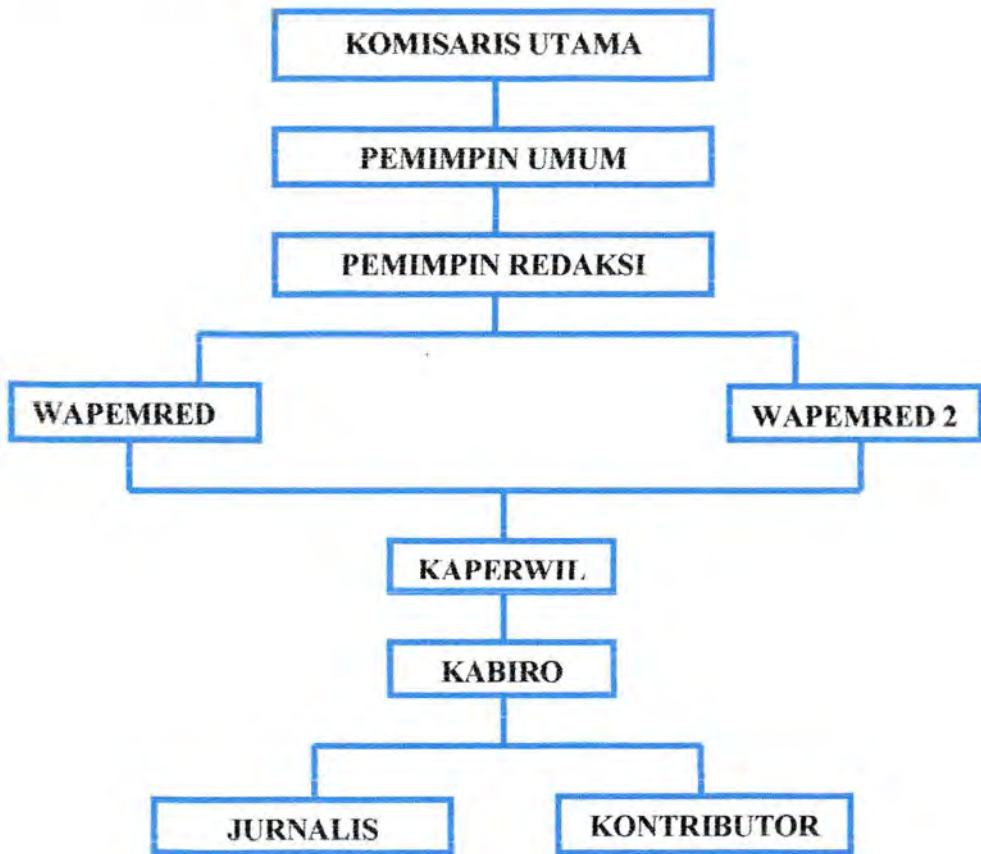 KOMISARIS UTAMA
PEMIMPIN UMUM
PEMIMPIN REDAKSI
WAPEMRED
WAPEMRED 2
KAPERWIL
KABIRO
JURNALIS
KONTRIBUTOR